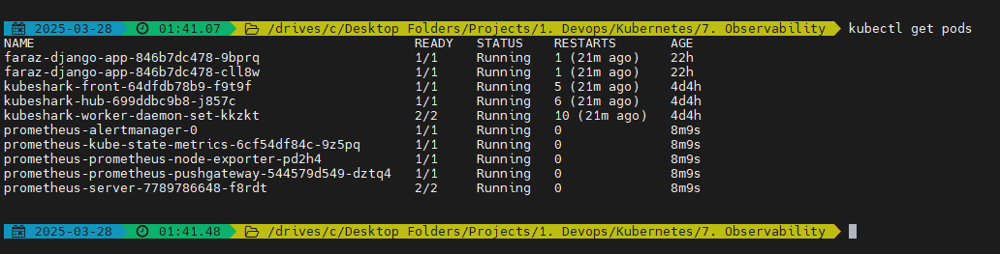 2025-03-28 01:41.07 /drives/c/Desktop Folders/Projects/1. Devops/Kubernetes/7. Observability kubectl get pods
NAME READY STATUS RESTARTS AGE
faraz-django-app-846b7dc478-9bprq 1/1 Running 1 (21m ago) 22h
faraz-django-app-846b7dc478-cll8w 1/1 Running 1 (21m ago) 22h
kubeshark-front-64dfdb78b9-f9t9f 1/1 Running 5 (21m ago) 4d4h
kubeshark-hub-699ddbc9b8-j857c 1/1 Running 6 (21m ago) 4d4h
kubeshark-worker-daemon-set-kkzkt 2/2 Running 10 (21m ago) 4d4h
prometheus-alertmanager-0 1/1 Running 0 8m9s
prometheus-kube-state-metrics-6cf54df84c-9z5pq 1/1 Running 0 8m9s
prometheus-prometheus-node-exporter-pd2h4 1/1 Running 0 8m9s
prometheus-prometheus-pushgateway-544579d549-dztq4 1/1 Running 0 8m9s
prometheus-server-7789786648-f8rdt 2/2 Running 0 8m9s
2025-03-28 01:41.48 /drives/c/Desktop Folders/Projects/1. Devops/Kubernetes/7. Observability